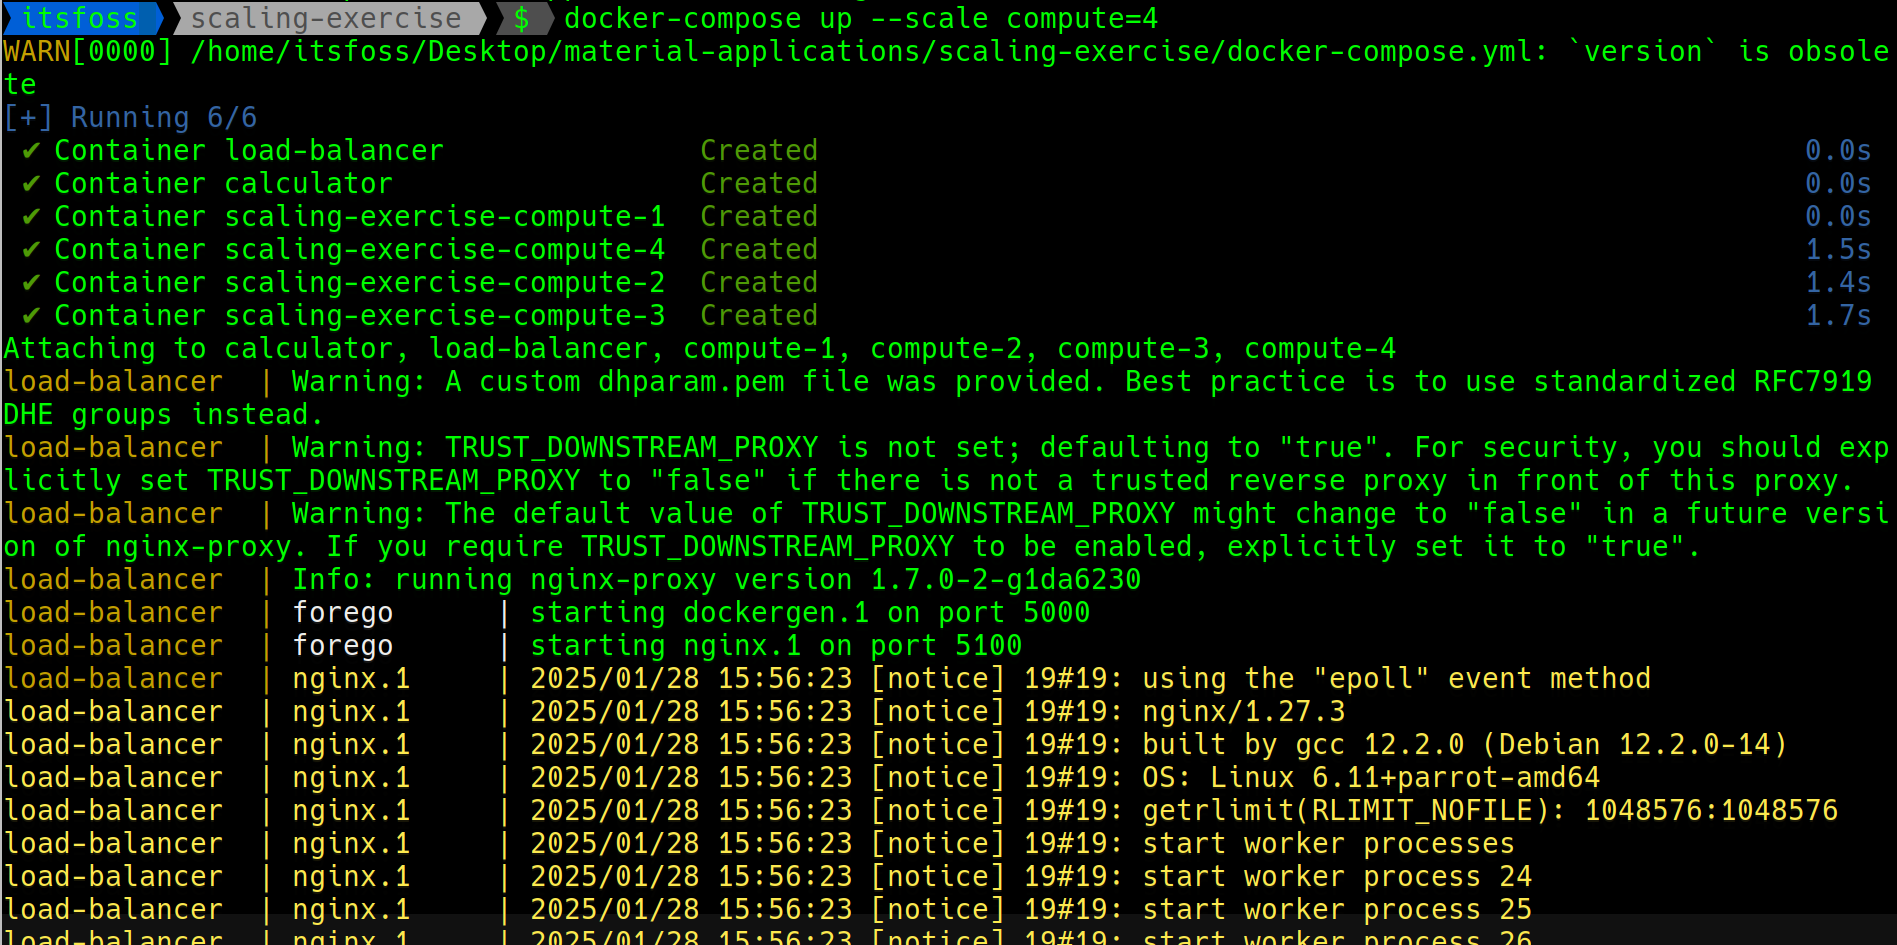 itsfoss scaling-exercise $ docker-compose up --scale compute=4
WARN[0000] /home/itsfoss/Desktop/material-applications/scaling-exercise/docker-compose.yml: `version` is obsole
te
[+] Running 6/6
✔ Container load-balancer Created 0.0s
✔ Container calculator Created 0.0s
✔ Container scaling-exercise-compute-1 Created 0.0s
✔ Container scaling-exercise-compute-4 Created 1.5s
✔ Container scaling-exercise-compute-2 Created 1.4s
✔ Container scaling-exercise-compute-3 Created 1.7s
Attaching to calculator, load-balancer, compute-1, compute-2, compute-3, compute-4
load-balancer | Warning: A custom dhparam.pem file was provided. Best practice is to use standardized RFC7919
DHE groups instead.
load-balancer | Warning: TRUST_DOWNSTREAM_PROXY is not set; defaulting to "true". For security, you should exp
licitly set TRUST_DOWNSTREAM_PROXY to "false" if there is not a trusted reverse proxy in front of this proxy.
load-balancer | Warning: The default value of TRUST_DOWNSTREAM_PROXY might change to "false" in a future versi
on of nginx-proxy. If you require TRUST_DOWNSTREAM_PROXY to be enabled, explicitly set it to "true".
load-balancer | Info: running nginx-proxy version 1.7.0-2-g1da6230
load-balancer | forego | starting dockergen.1 on port 5000
load-balancer | forego | starting nginx.1 on port 5100
load-balancer | nginx.1 | 2025/01/28 15:56:23 [notice] 19#19: using the "epoll" event method
load-balancer | nginx.1 | 2025/01/28 15:56:23 [notice] 19#19: nginx/1.27.3
load-balancer | nginx.1 | 2025/01/28 15:56:23 [notice] 19#19: built by gcc 12.2.0 (Debian 12.2.0-14)
load-balancer | nginx.1 | 2025/01/28 15:56:23 [notice] 19#19: OS: Linux 6.11+parrot-amd64
load-balancer | nginx.1 | 2025/01/28 15:56:23 [notice] 19#19: getrlimit(RLIMIT_NOFILE): 1048576:1048576
load-balancer | nginx.1 | 2025/01/28 15:56:23 [notice] 19#19: start worker processes
load-balancer | nginx.1 | 2025/01/28 15:56:23 [notice] 19#19: start worker process 24
load-balancer | nginx.1 | 2025/01/28 15:56:23 [notice] 19#19: start worker process 25
load-balancer | nginx.1 | 2025/01/28 15:56:23 [notice] 19#19: start worker process 26